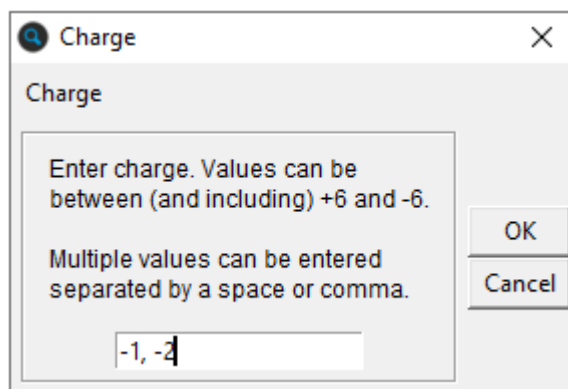 Charge
Charge
Enter charge. Values can be
between (and including) +6 and -6.
Multiple values can be entered
separated by a space or comma.
-1, -2
OK
Cancel